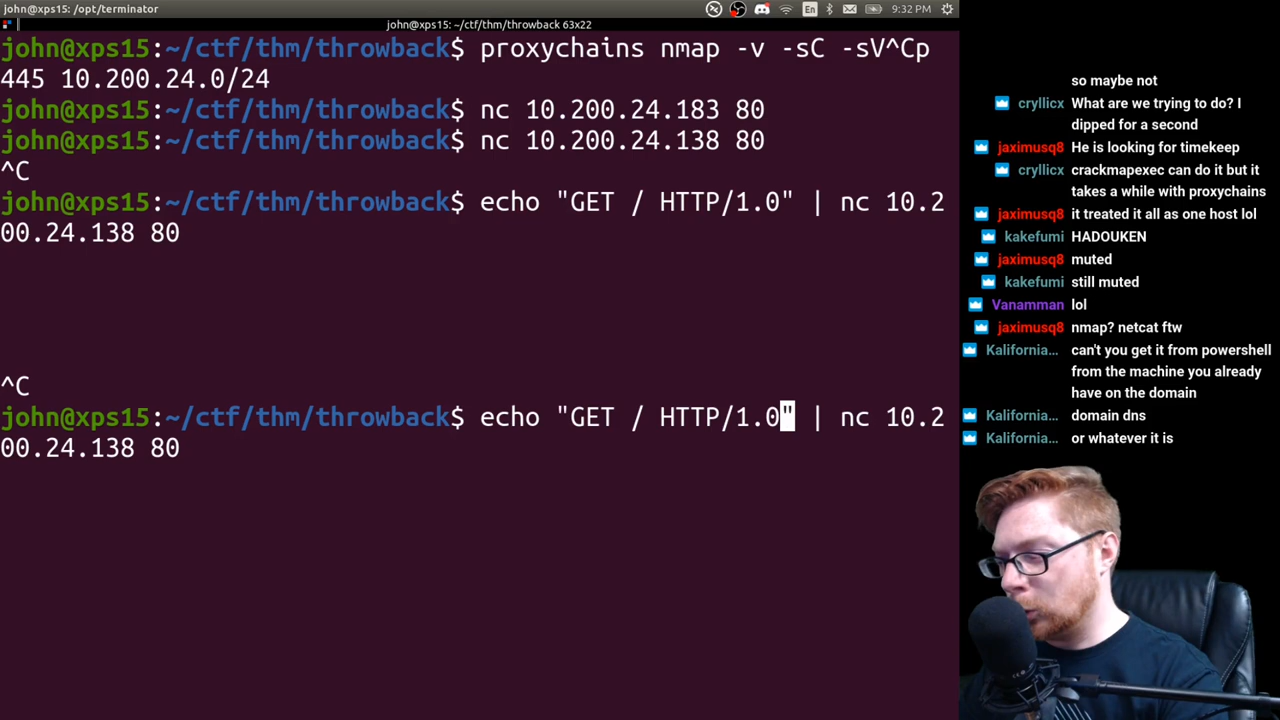 john@xps15: /opt/terminator
En
9:32 PM
john@xps15: ~/ctf/thm/throwback 63x22
john@xps15:~/ctf/thm/throwback$ proxychains nmap -v -sC -sV^Cp
445 10.200.24.0/24
john@xps15:~/ctf/thm/throwback$ nc 10.200.24.183 80
john@xps15:~/ctf/thm/throwback$ nc 10.200.24.138 80
^C
john@xps15:~/ctf/thm/throwback$ echo "GET / HTTP/1.0" | nc 10.2
00.24.138 80
^C
john@xps15:~/ctf/thm/throwback$ echo "GET / HTTP/1.0" | nc 10.2
00.24.138 80
so maybe not
cryllicx What are we trying to do? I
dipped for a second
jaximusq8 He is looking for timekeep
cryllicx crackmapexec can do it but it
takes a while with proxychains
jaximusq8 it treated it all as one host lol
kakefumi HADOUKEN
jaximusq8 muted
kakefumi still muted
Vanamman lol
jaximusq8 nmap? netcat ftw
Kalifornia… can't you get it from powershell
from the machine you already
have on the domain
Kalifornia… domain dns
Kalifornia… or whatever it is